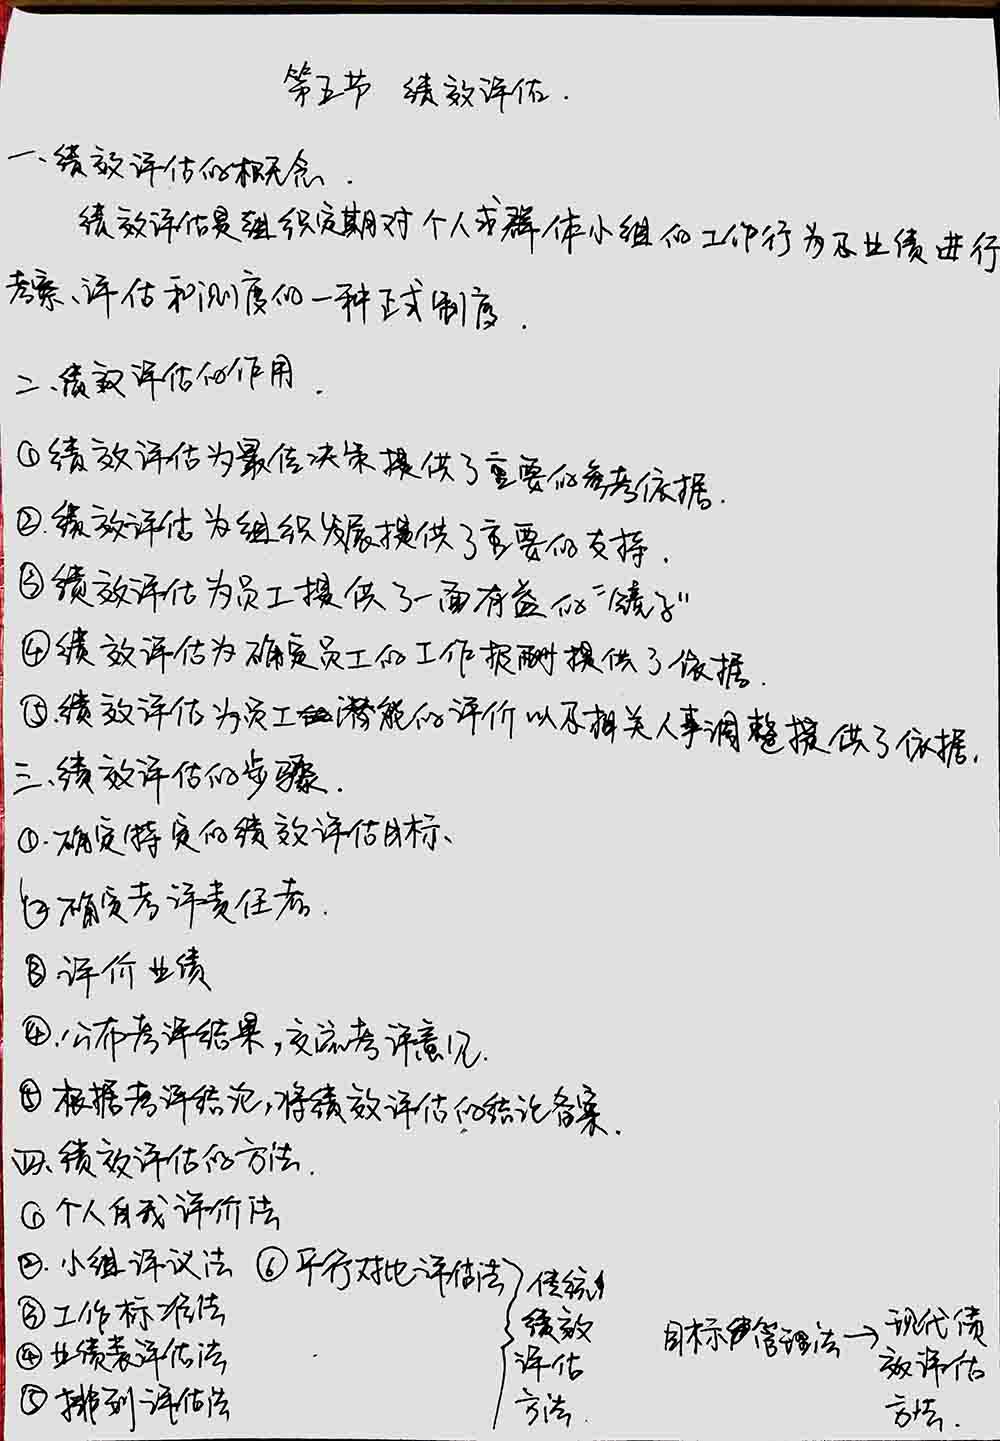 第五节 绩效评估.
一、绩效评估的概念.
绩效评估是组织定期对个人或群体小组的工作行为及业绩进行
考察、评估和测度的一种正式制度.
二、绩效评估的作用.
①绩效评估为最佳决策提供了重要的参考依据.
②.绩效评估为组织发展提供了重要的支持.
③绩效评估为员工提供了一面有益的“镜子”
④绩效评估为确定员工的工作报酬提供了依据.
⑤.绩效评估为员工潜能的评价以及相关人事调整提供了依据.
三、绩效评估的步骤.
①.确定特定的绩效评估目标、
②确定考评责任者.
③.评价业绩
④.公布考评结果,交流考评意见.
⑤根据考评结论,将绩效评估的结论备案.
四、绩效评估的方法.
①个人自我评价法
②.小组评议法 ⑥平行对比评估法
③工作标准法
④业绩表评估法
⑤排列评估法
传统
绩效
评估
方法.
目标管理法→现代绩
效评估
方法.